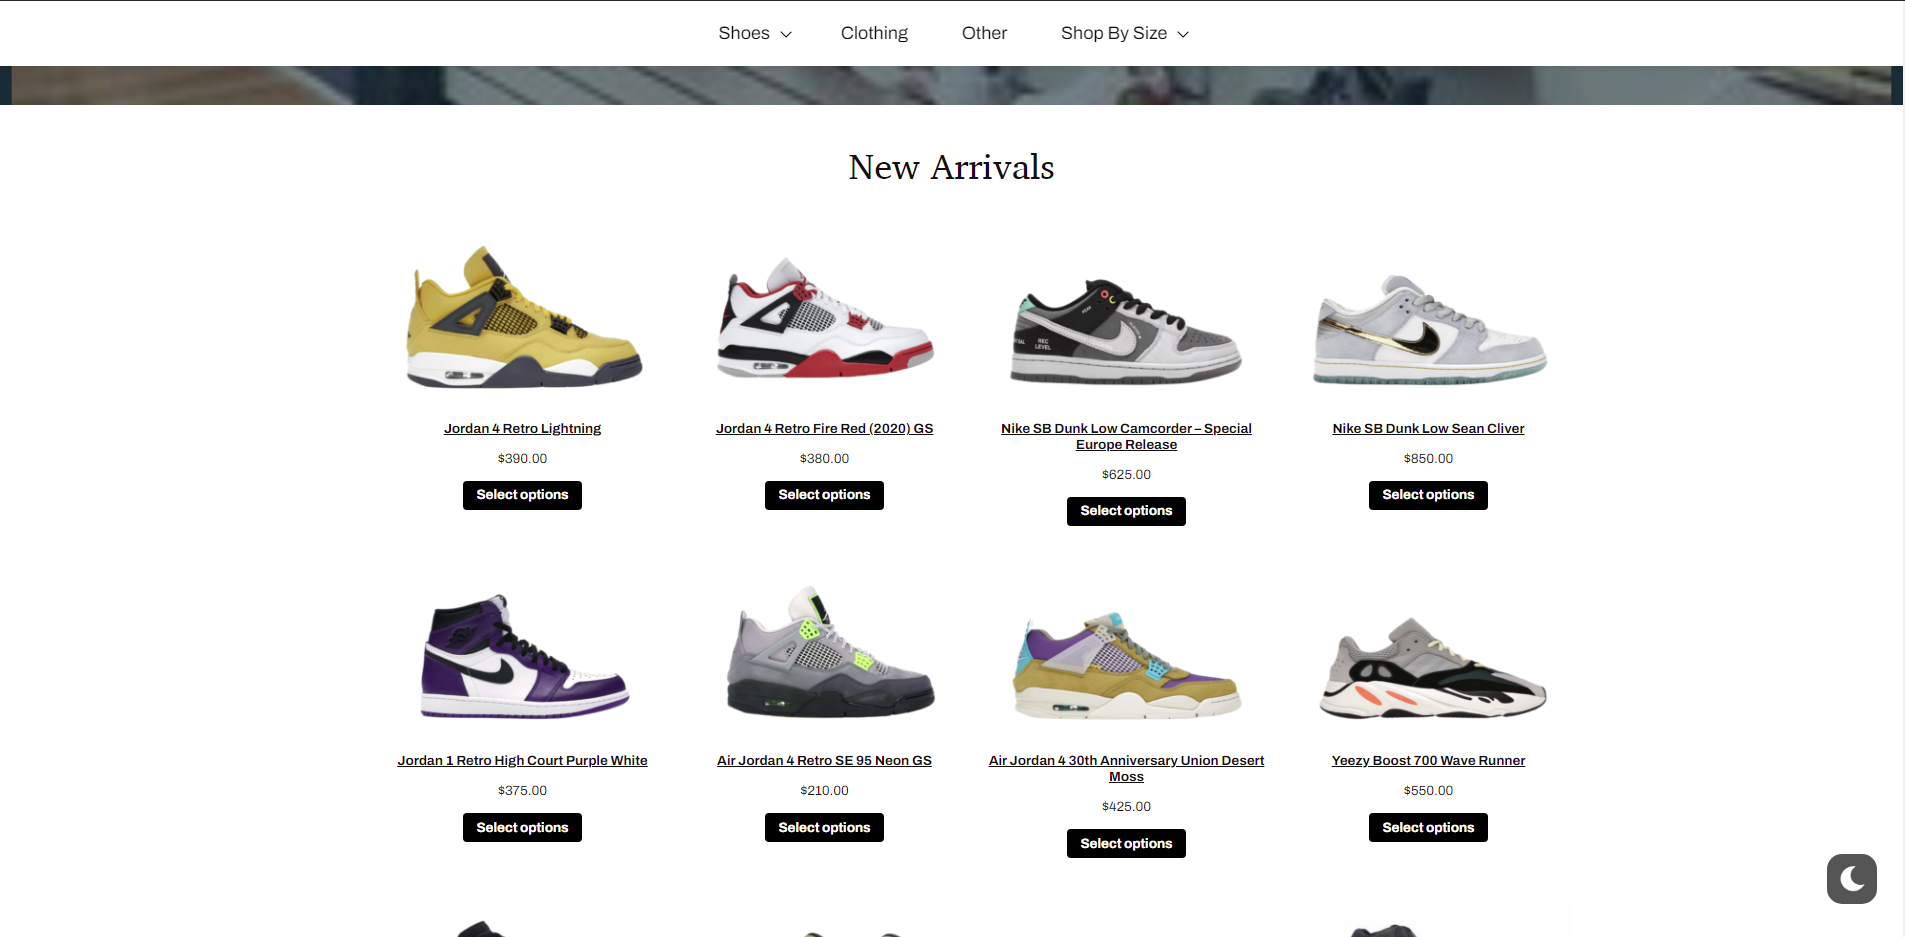 Shoes
Clothing
Other
Shop By Size
New Arrivals
Jordan 4 Retro Lightning
$390.00
Select options
Jordan 4 Retro Fire Red (2020) GS
$380.00
Select options
REC
LEVEL
Nike SB Dunk Low Camcorder – Special
Europe Release
$625.00
Select options
Nike SB Dunk Low Sean Cliver
$850.00
Select options
Jordan 1 Retro High Court Purple White
$375.00
Select options
Air Jordan 4 Retro SE 95 Neon GS
$210.00
Select options
Air Jordan 4 30th Anniversary Union Desert
Moss
$425.00
Select options
Yeezy Boost 700 Wave Runner
$550.00
Select options